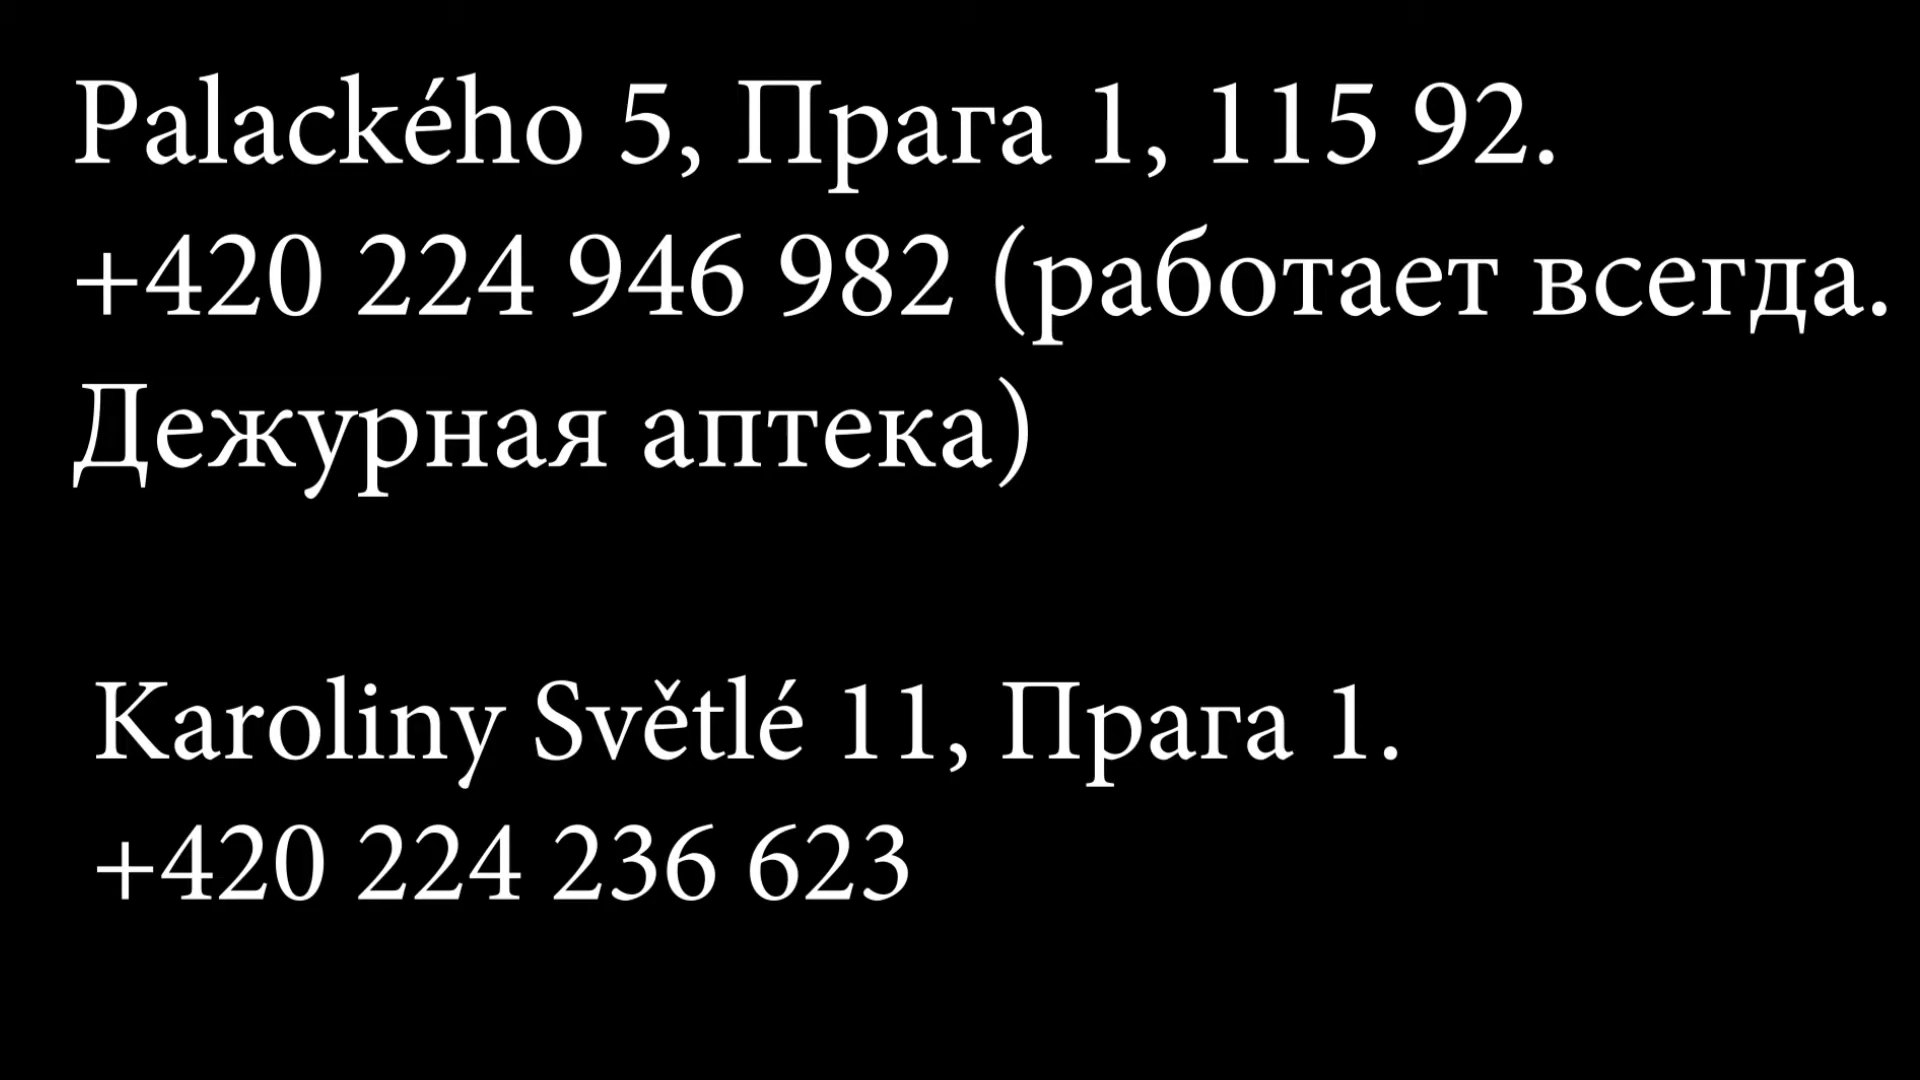 Palackého 5, Прага 1, 115 92.
+420 224 946 982 (работает всегда.
Дежурная аптека)
Karoliny Světlé 11, Прага 1.
+420 224 236 623